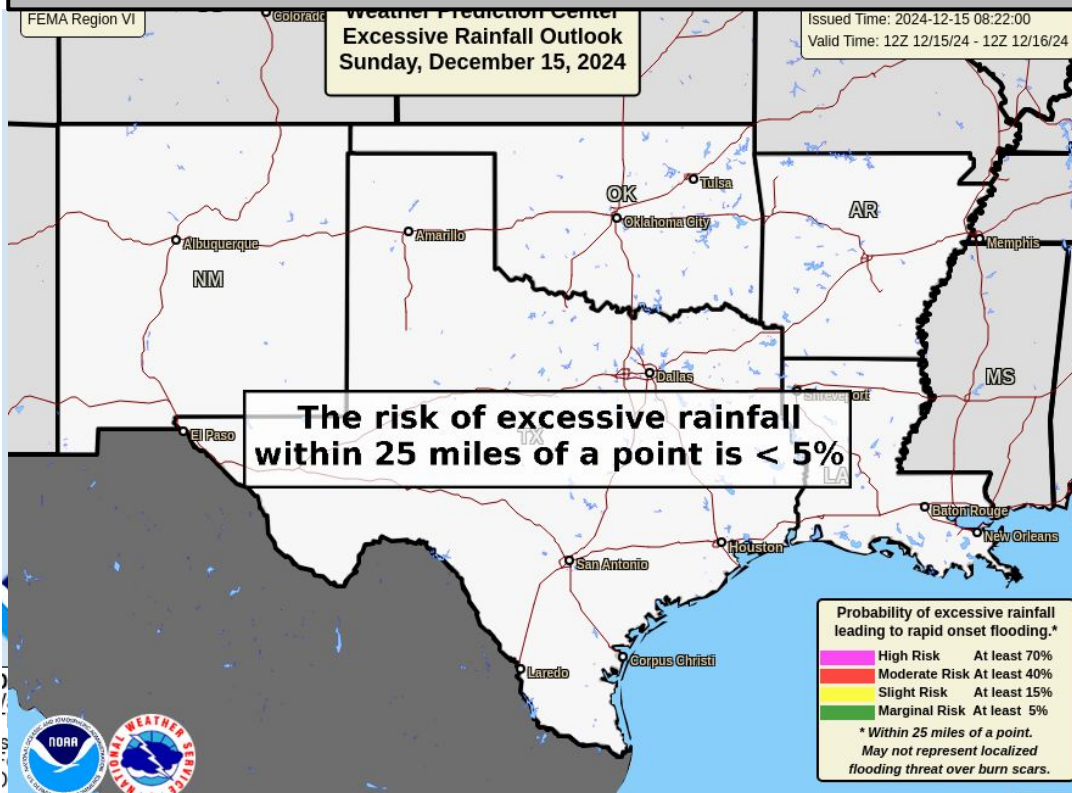 FEMA Region VI
Weather Prediction Center
Excessive Rainfall Outlook
Sunday, December 15, 2024
Issued Time: 2024-12-15 08:22:00
Valid Time: 12Z 12/15/24 - 12Z 12/16/24
Colorado
Tulsa
OK
Oklahoma City
AR
Amarillo
Albuquerque
Memphis
NM
Dallas
MS
Shreveport
The risk of excessive rainfall
within 25 miles of a point is < 5%
TX
El Paso
LA
Baton Rouge
New Orleans
Houston
San Antonio
Corpus Christi
Laredo
Probability of excessive rainfall
leading to rapid onset flooding.*
High Risk At least 70%
Moderate Risk At least 40%
Slight Risk At least 15%
Marginal Risk At least 5%
* Within 25 miles of a point.
May not represent localized
flooding threat over burn scars.
NOAA
NATIONAL WEATHER SERVICE